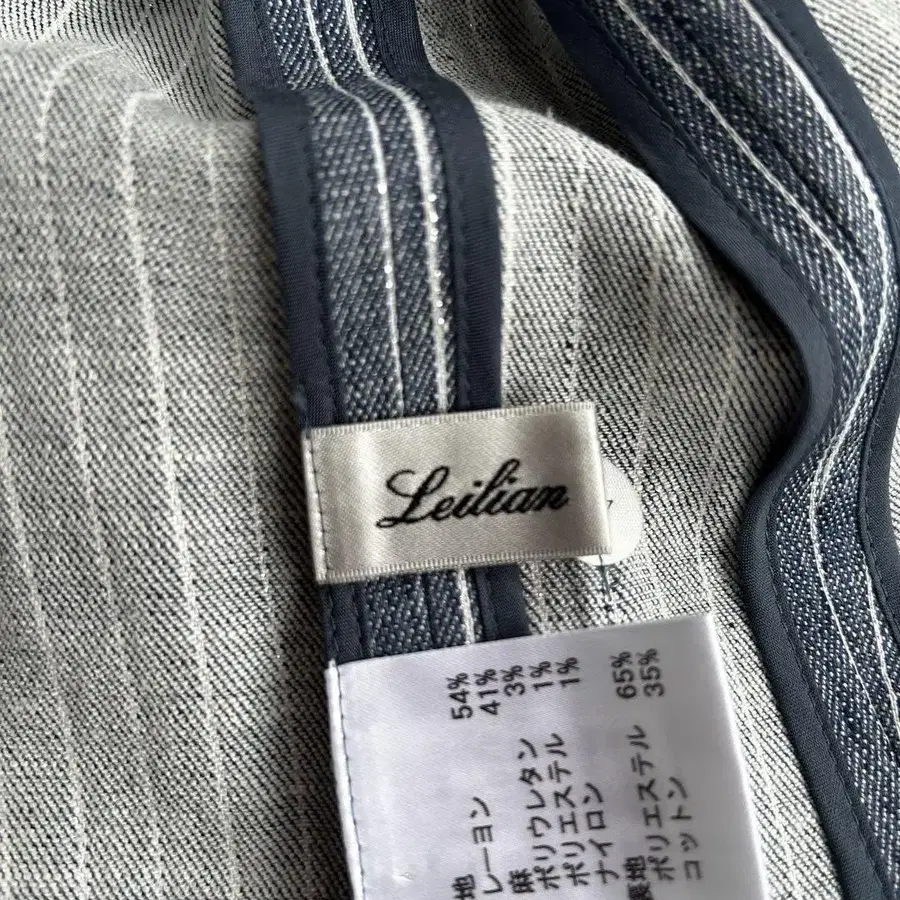 Leilian
地
レーヨン 54%
麻 41%
ポリウレタン 3%
ポリエステル 1%
ナイロン 1%
裏地
ポリエステル 65%
コットン 35%